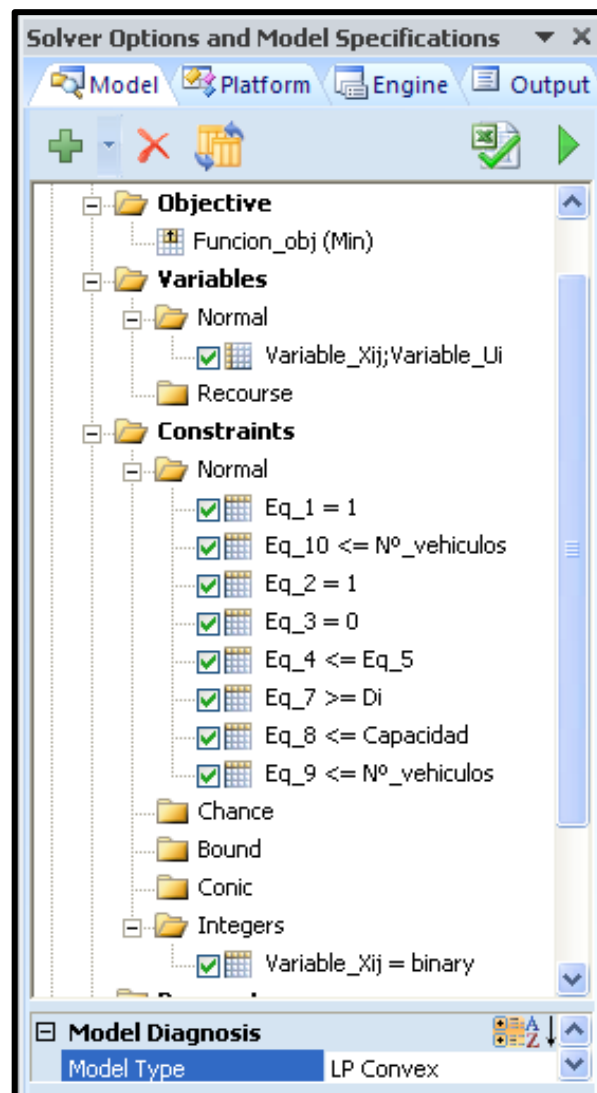 Solver Options and Model Specifications
Model Platform Engine Output
Objective
Funcion_obj (Min)
Variables
Normal
Variable_Xij;Variable_Ui
Recourse
Constraints
Normal
Eq_1 = 1
Eq_10 <= Nº_vehiculos
Eq_2 = 1
Eq_3 = 0
Eq_4 <= Eq_5
Eq_7 >= Di
Eq_8 <= Capacidad
Eq_9 <= Nº_vehiculos
Chance
Bound
Conic
Integers
Variable_Xij = binary
Model Diagnosis
Model Type LP Convex